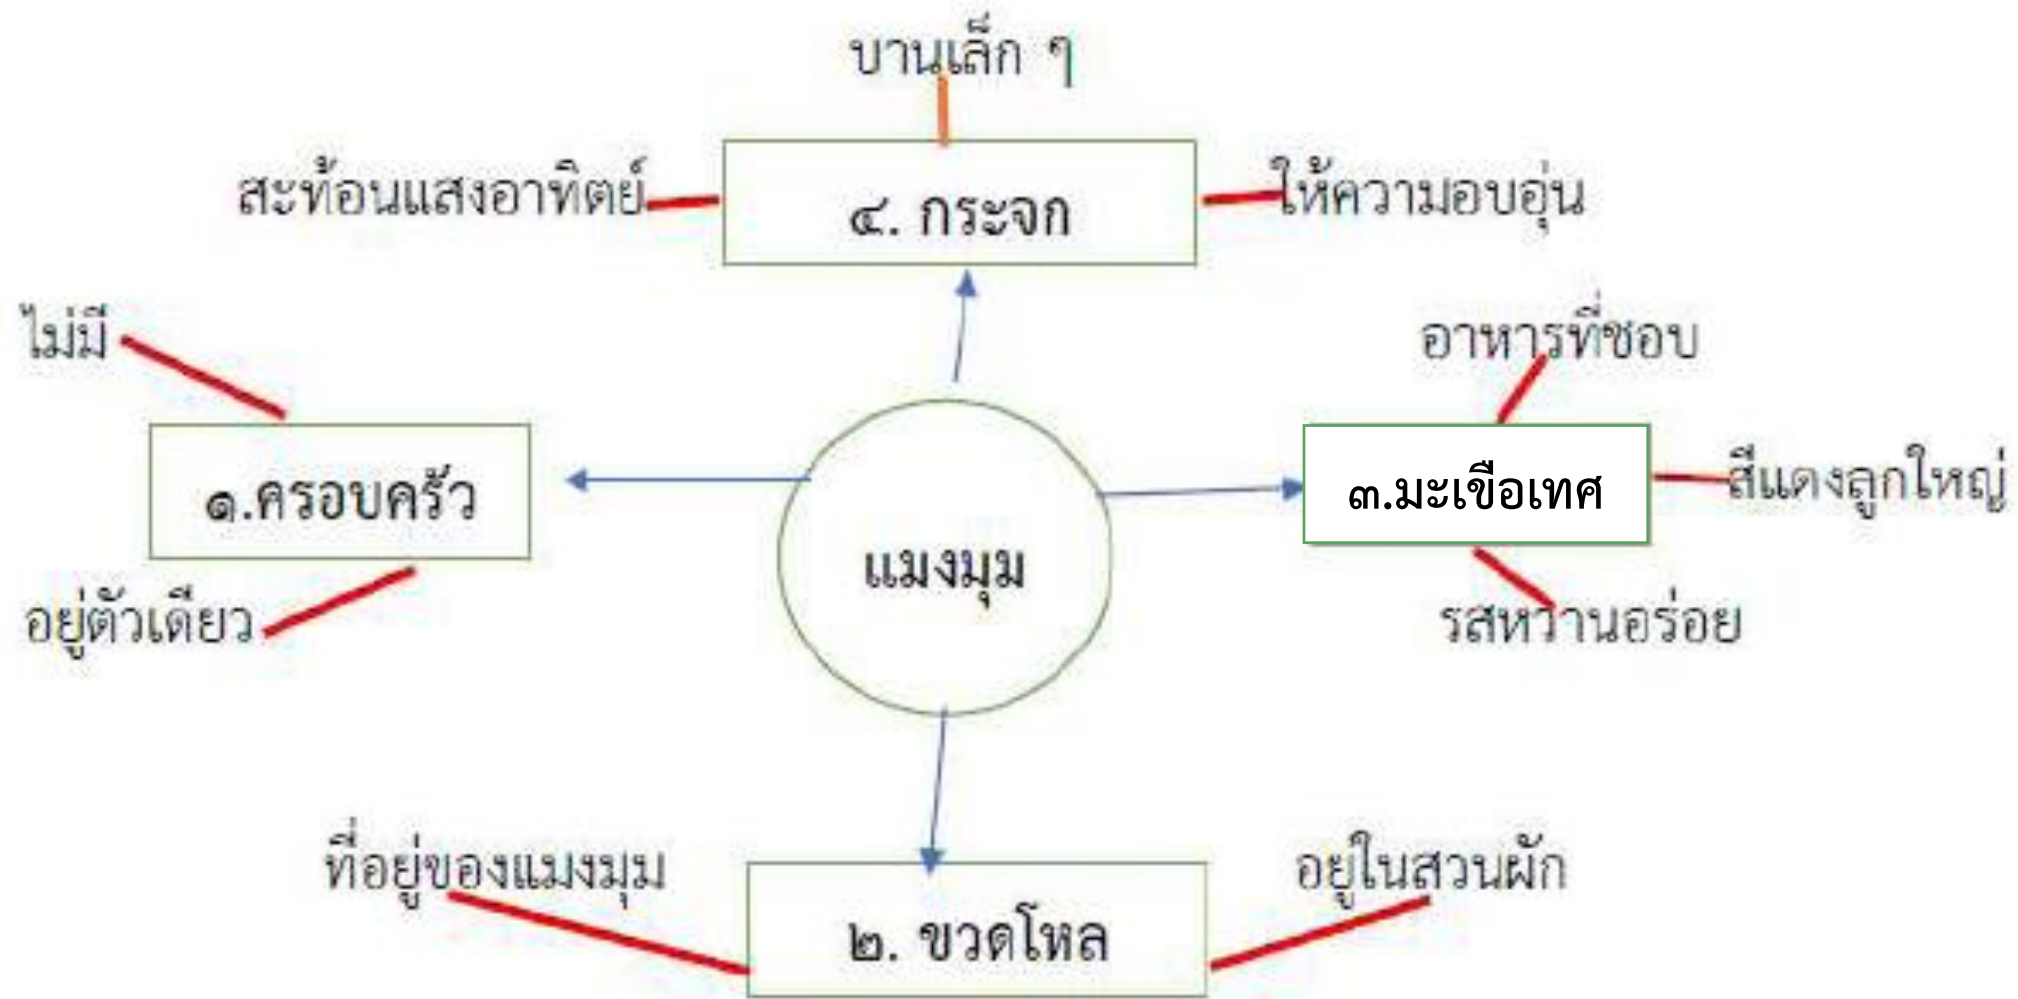 บานเล็ก ๆ
สะท้อนแสงอาทิตย์
๔. กระจก
ให้ความอบอุ่น
ไม่มี
อาหารที่ชอบ
๑.ครอบครัว
๓.มะเขือเทศ
สีแดงลูกใหญ่
แมงมุม
อยู่ตัวเดียว
รสหวานอร่อย
ที่อยู่ของแมงมุม
อยู่ในสวนผัก
๒. ขวดโหล